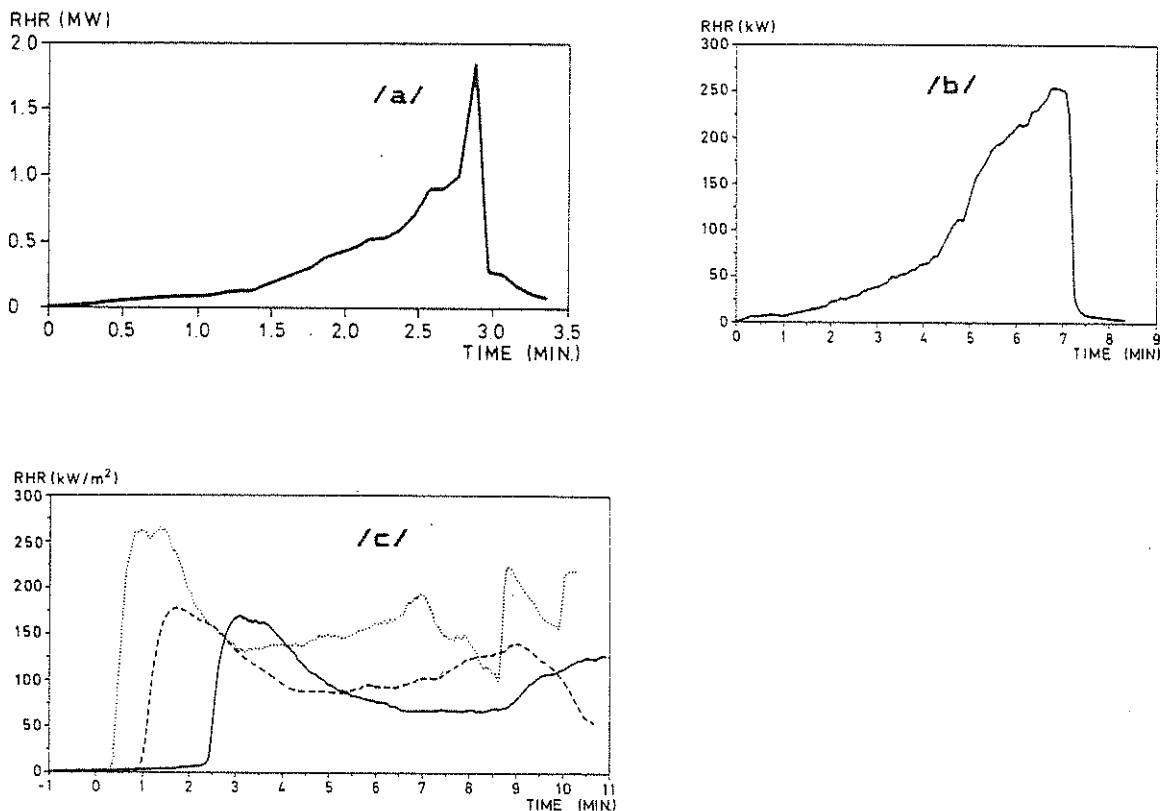 RHR (MW)
2.0
1.5
1.0
0.5
0
/a/
0 0.5 1.0 1.5 2.0 2.5 3.0 3.5
TIME (MIN.)
RHR (kW)
300
250
200
150
100
50
0
/b/
0 1 2 3 4 5 6 7 8 9
TIME (MIN)
RHR (kW/m²)
300
250
200
150
100
50
0
/c/
-1 0 1 2 3 4 5 6 7 8 9 10 11
TIME (MIN.)